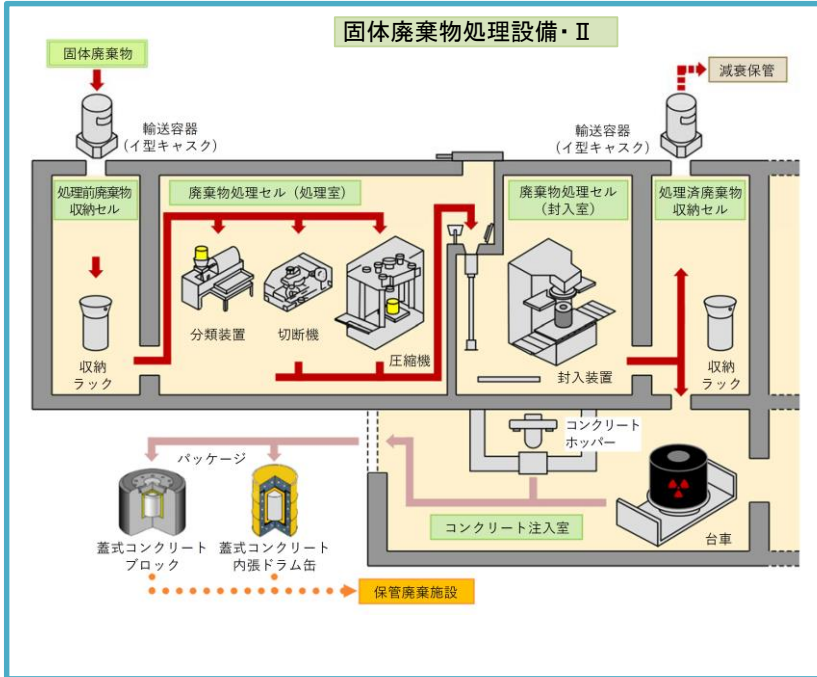 固体廃棄物処理設備・Ⅱ
固体廃棄物
減衰保管
輸送容器
(イ型キャスク)
輸送容器
(イ型キャスク)
処理前廃棄物
収納セル
廃棄物処理セル(処理室)
廃棄物処理セル
(封入室)
処理済廃棄物
収納セル
分類装置
切断機
圧縮機
収納
ラック
封入装置
収納
ラック
コンクリート
ホッパー
パッケージ
コンクリート注入室
台車
蓋式コンクリート
ブロック
蓋式コンクリート
内張ドラム缶
保管廃棄施設